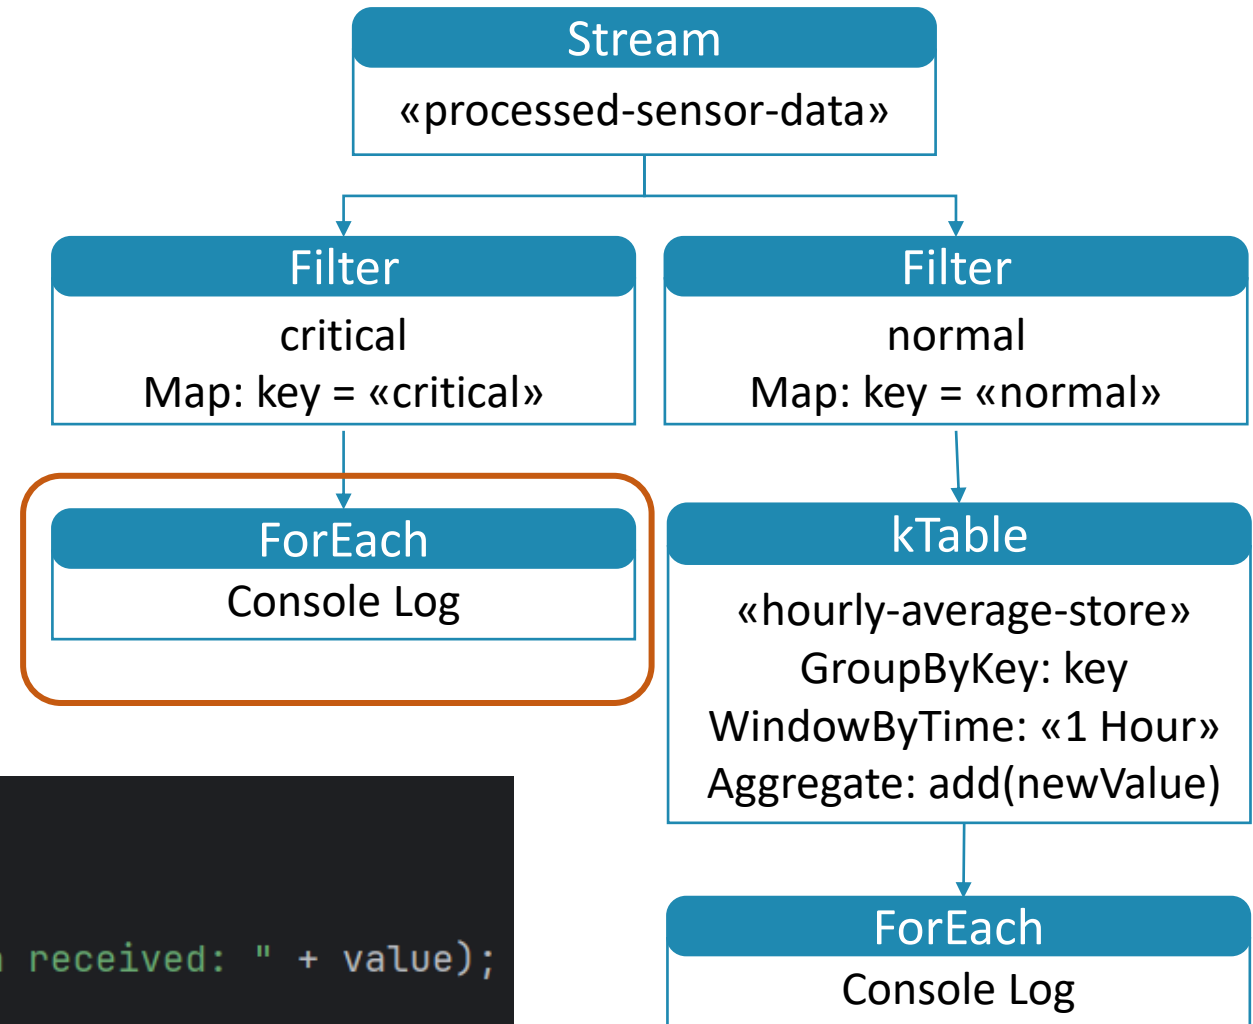 Stream
«processed-sensor-data»
Filter
critical
Map: key = «critical»
Filter
normal
Map: key = «normal»
ForEach
Console Log
kTable
«hourly-average-store»
GroupByKey: key
WindowByTime: «1 Hour»
Aggregate: add(newValue)
received: " + value);
ForEach
Console Log